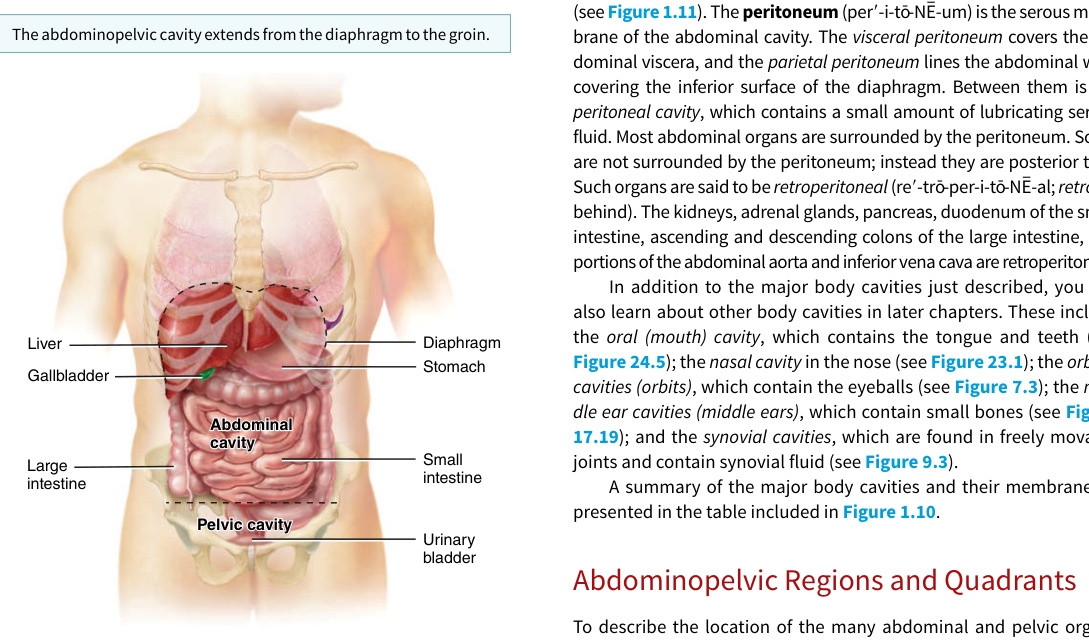 The abdominopelvic cavity extends from the diaphragm to the groin.
Liver
Gallbladder
Large
intestine
Abdominal
cavity
Pelvic cavity
Diaphragm
Stomach
Small
intestine
Urinary
bladder
(see Figure 1.11). The peritoneum (per′-i-tō-NĒ-um) is the serous m
brane of the abdominal cavity. The visceral peritoneum covers the
dominal viscera, and the parietal peritoneum lines the abdominal w
covering the inferior surface of the diaphragm. Between them is
peritoneal cavity, which contains a small amount of lubricating ser
fluid. Most abdominal organs are surrounded by the peritoneum. So
are not surrounded by the peritoneum; instead they are posterior t
Such organs are said to be retroperitoneal (re′-trō-per-i-tō-NĒ-al; retro
behind). The kidneys, adrenal glands, pancreas, duodenum of the sm
intestine, ascending and descending colons of the large intestine,
portions of the abdominal aorta and inferior vena cava are retroperiton
In addition to the major body cavities just described, you
also learn about other body cavities in later chapters. These incl
the oral (mouth) cavity, which contains the tongue and teeth (
Figure 24.5); the nasal cavity in the nose (see Figure 23.1); the orb
cavities (orbits), which contain the eyeballs (see Figure 7.3); the m
dle ear cavities (middle ears), which contain small bones (see Fig
17.19); and the synovial cavities, which are found in freely mova
joints and contain synovial fluid (see Figure 9.3).
A summary of the major body cavities and their membrane
presented in the table included in Figure 1.10.
Abdominopelvic Regions and Quadrants
To describe the location of the many abdominal and pelvic org